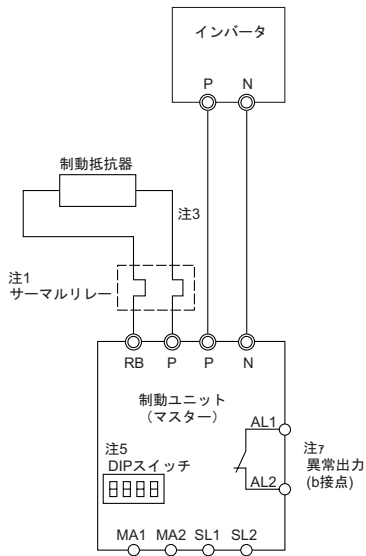 インバータ
P N
制動抵抗器
注3
注1
サーマルリレー
RB P P N
制動ユニット
(マスター)
AL1
注5
DIPスイッチ
注7
異常出力
(b接点)
AL2
MA1 MA2 SL1 SL2